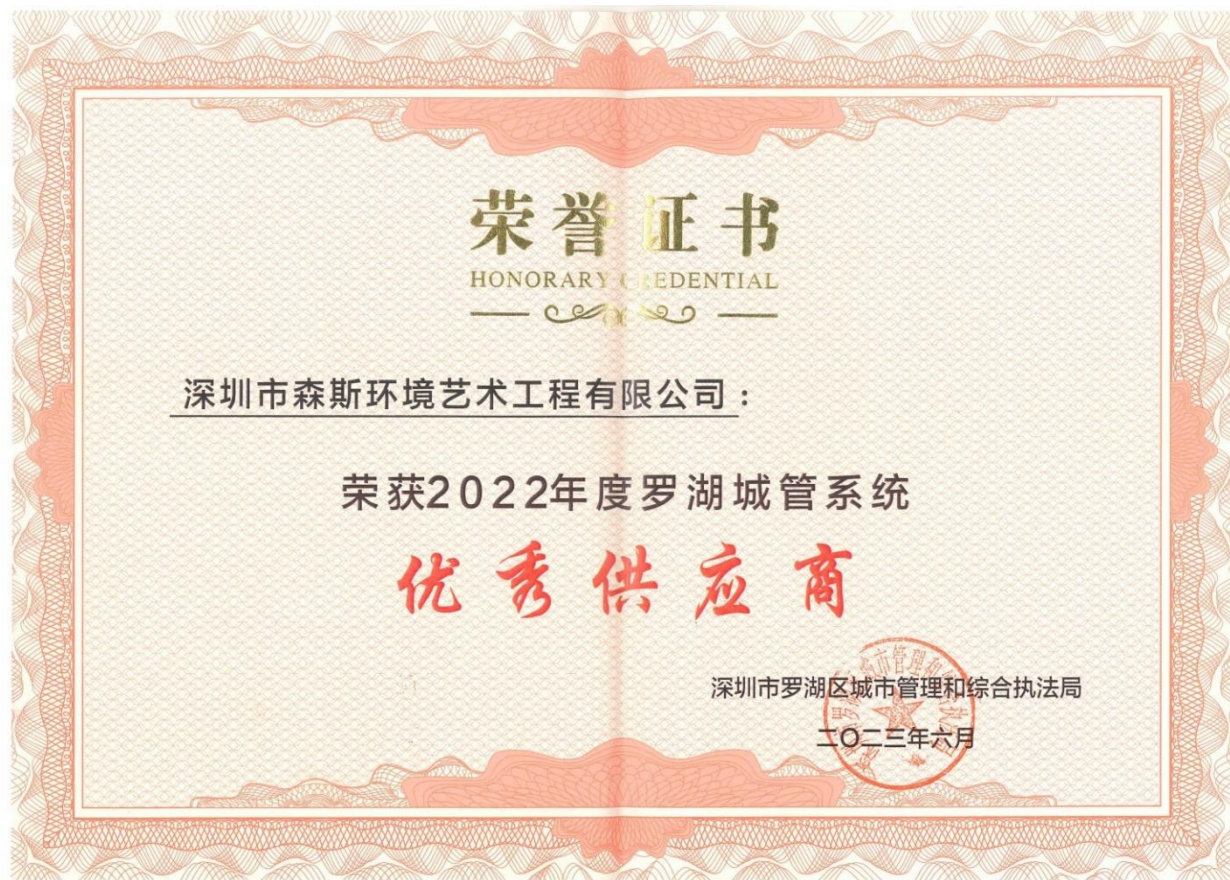 荣誉证书
HONORARY CREDENTIAL
深圳市森斯环境艺术工程有限公司：
荣获2022年度罗湖城管系统
优秀供应商
深圳市罗湖区城市管理和综合执法局
二〇二三年六月